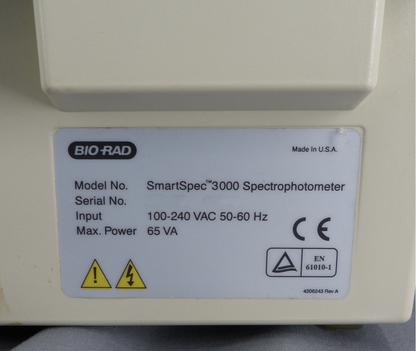 BIO-RAD
Made in U.S.A.
Model No. SmartSpec™3000 Spectrophotometer
Serial No.
Input 100-240 VAC 50-60 Hz
Max. Power 65 VA
CE
EN
61010-1
4006243 Rev A